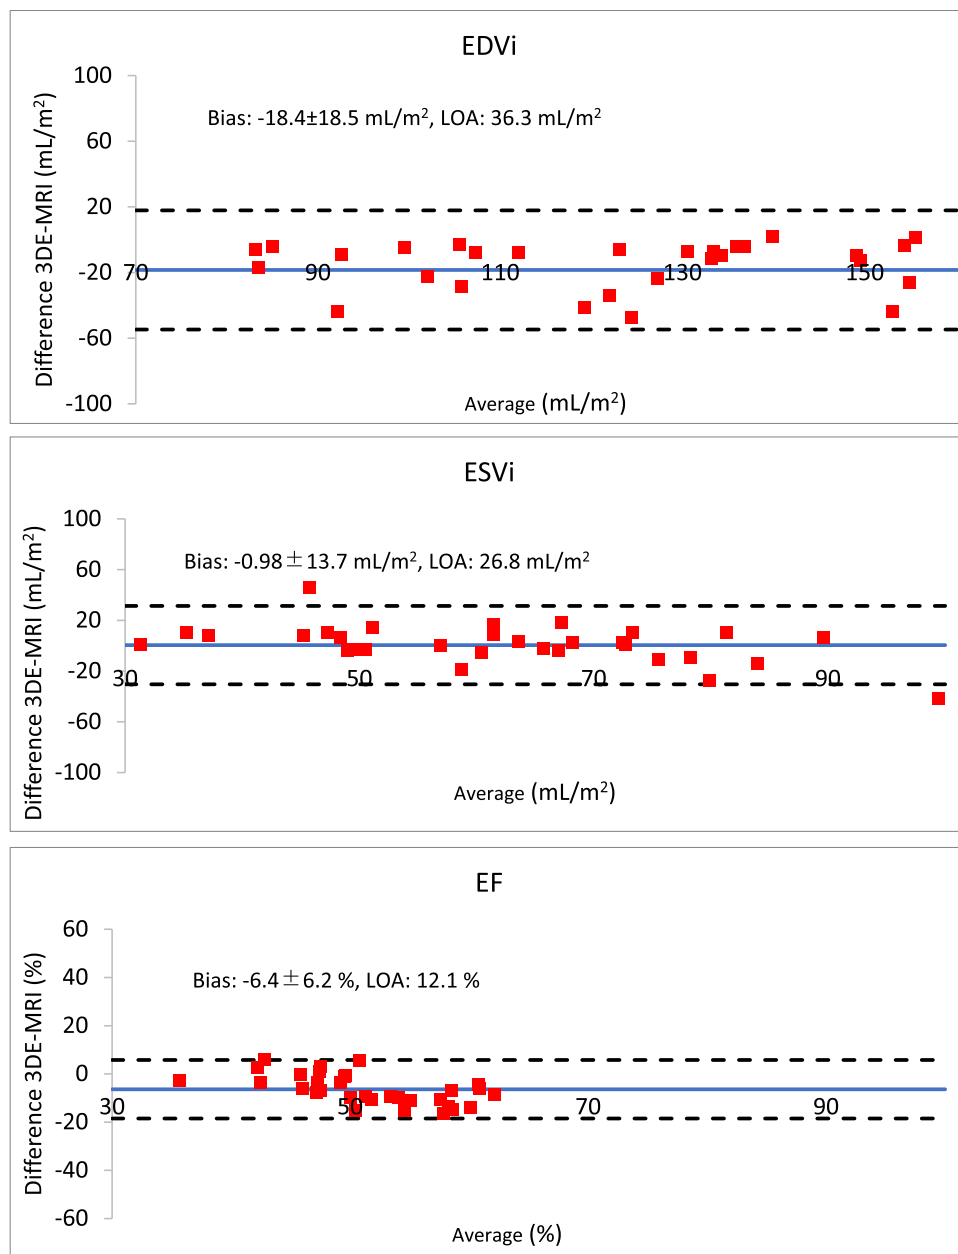 EDVi
100
60
20
-20
-60
-100
Difference 3DE-MRI (mL/m²)
Bias: -18.4±18.5 mL/m², LOA: 36.3 mL/m²
70 90 110 130 150
Average (mL/m²)
ESVi
100
60
20
-20
-60
-100
Difference 3DE-MRI (mL/m²)
Bias: -0.98±13.7 mL/m², LOA: 26.8 mL/m²
30 50 70 90
Average (mL/m²)
EF
60
40
20
0
-20
-40
-60
Difference 3DE-MRI (%)
Bias: -6.4±6.2 %, LOA: 12.1 %
30 50 70 90
Average (%)